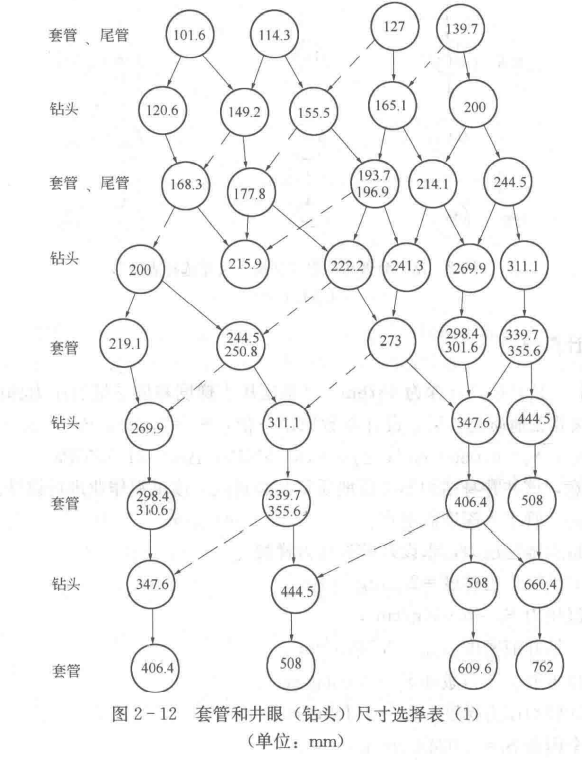 套管、尾管 101.6 114.3 127 139.7
钻头 120.6 149.2 155.5 165.1 200
套管、尾管 168.3 177.8 193.7 196.9 214.1 244.5
钻头 200 215.9 222.2 241.3 269.9 311.1
套管 219.1 244.5 250.8 273 298.4 301.6 339.7 355.6
钻头 269.9 311.1 347.6 444.5
套管 298.4 310.6 339.7 355.6 406.4 508
钻头 347.6 444.5 508 660.4
套管 406.4 508 609.6 762
图 2-12 套管和井眼（钻头）尺寸选择表（1）
（单位：mm）